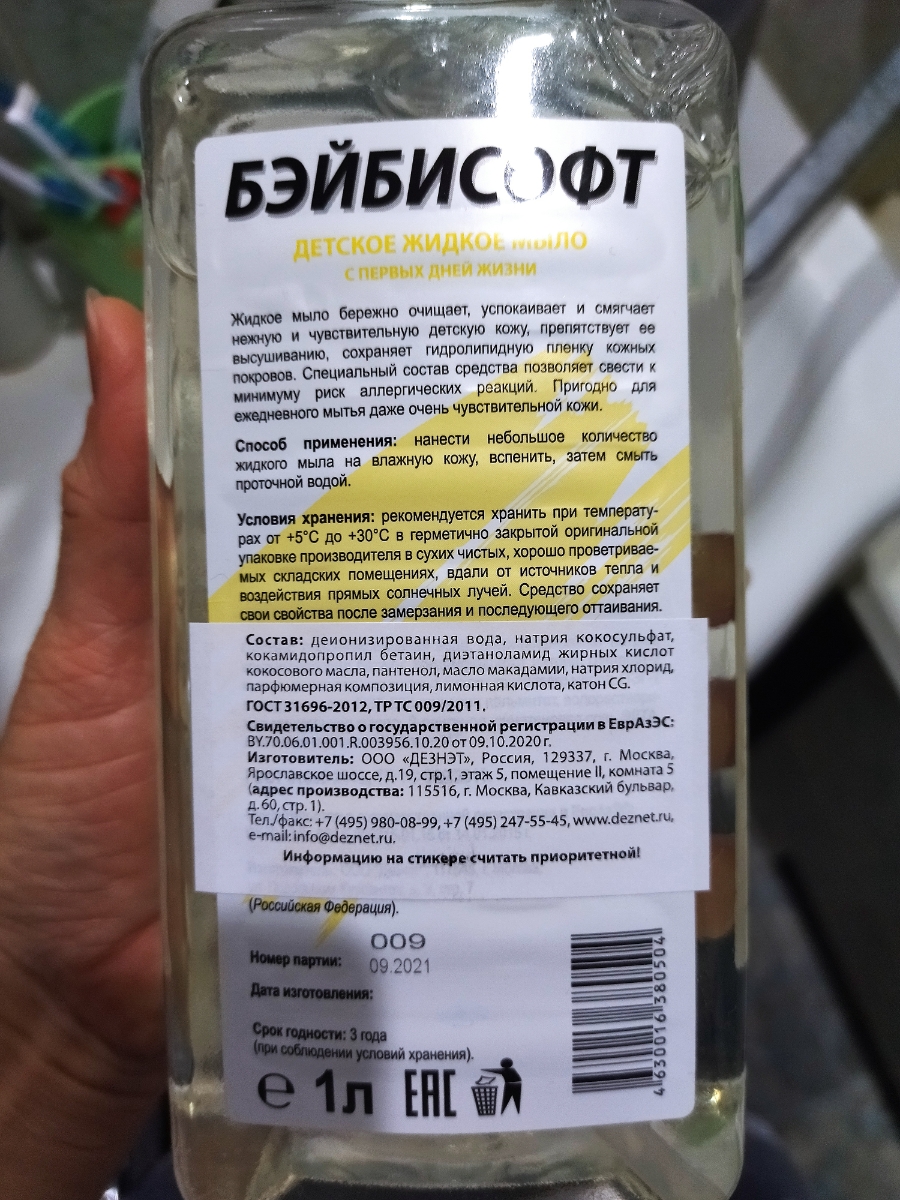 БЭЙБИСОФТ
ДЕТСКОЕ ЖИДКОЕ МЫЛО
С ПЕРВЫХ ДНЕЙ ЖИЗНИ
Жидкое мыло бережно очищает, успокаивает и смягчает
нежную и чувствительную детскую кожу, препятствует ее
высушиванию, сохраняет гидролипидную пленку кожных
покровов. Специальный состав средства позволяет свести к
минимуму риск аллергических реакций. Пригодно для
ежедневного мытья даже очень чувствительной кожи.
Способ применения: нанести небольшое количество
жидкого мыла на влажную кожу, вспенить, затем смыть
проточной водой.
Условия хранения: рекомендуется хранить при температу-
рах от +5°С до +30°С в герметично закрытой оригинальной
упаковке производителя в сухих чистых, хорошо проветривае-
мых складских помещениях, вдали от источников тепла и
воздействия прямых солнечных лучей. Средство сохраняет
свои свойства после замерзания и последующего оттаивания.
Состав: деионизированная вода, натрия кокосульфат,
кокамидопропил бетаин, диэтаноламид жирных кислот
кокосового масла, пантенол, масло макадамии, натрия хлорид,
парфюмерная композиция, лимонная кислота, катон CG.
ГОСТ 31696-2012, ТР ТС 009/2011.
Свидетельство о государственной регистрации в ЕврАзЭС:
BY.70.06.01.001.R.003956.10.20 от 09.10.2020 г.
Изготовитель: ООО «ДЕЗНЭТ», Россия, 129337, г. Москва,
Ярославское шоссе, д.19, стр.1, этаж 5, помещение II, комната 5
(адрес производства: 115516, г. Москва, Кавказский бульвар,
д.60, стр. 1).
Тел./факс: +7 (495) 980-08-99, +7 (495) 247-55-45, www.deznet.ru,
e-mail: info@deznet.ru.
Информацию на стикере считать приоритетной!
(Российская Федерация).
009
Номер партии: 09.2021
Дата изготовления:
Срок годности: 3 года
(при соблюдении условий хранения).
e 1л EAC
4630016380504